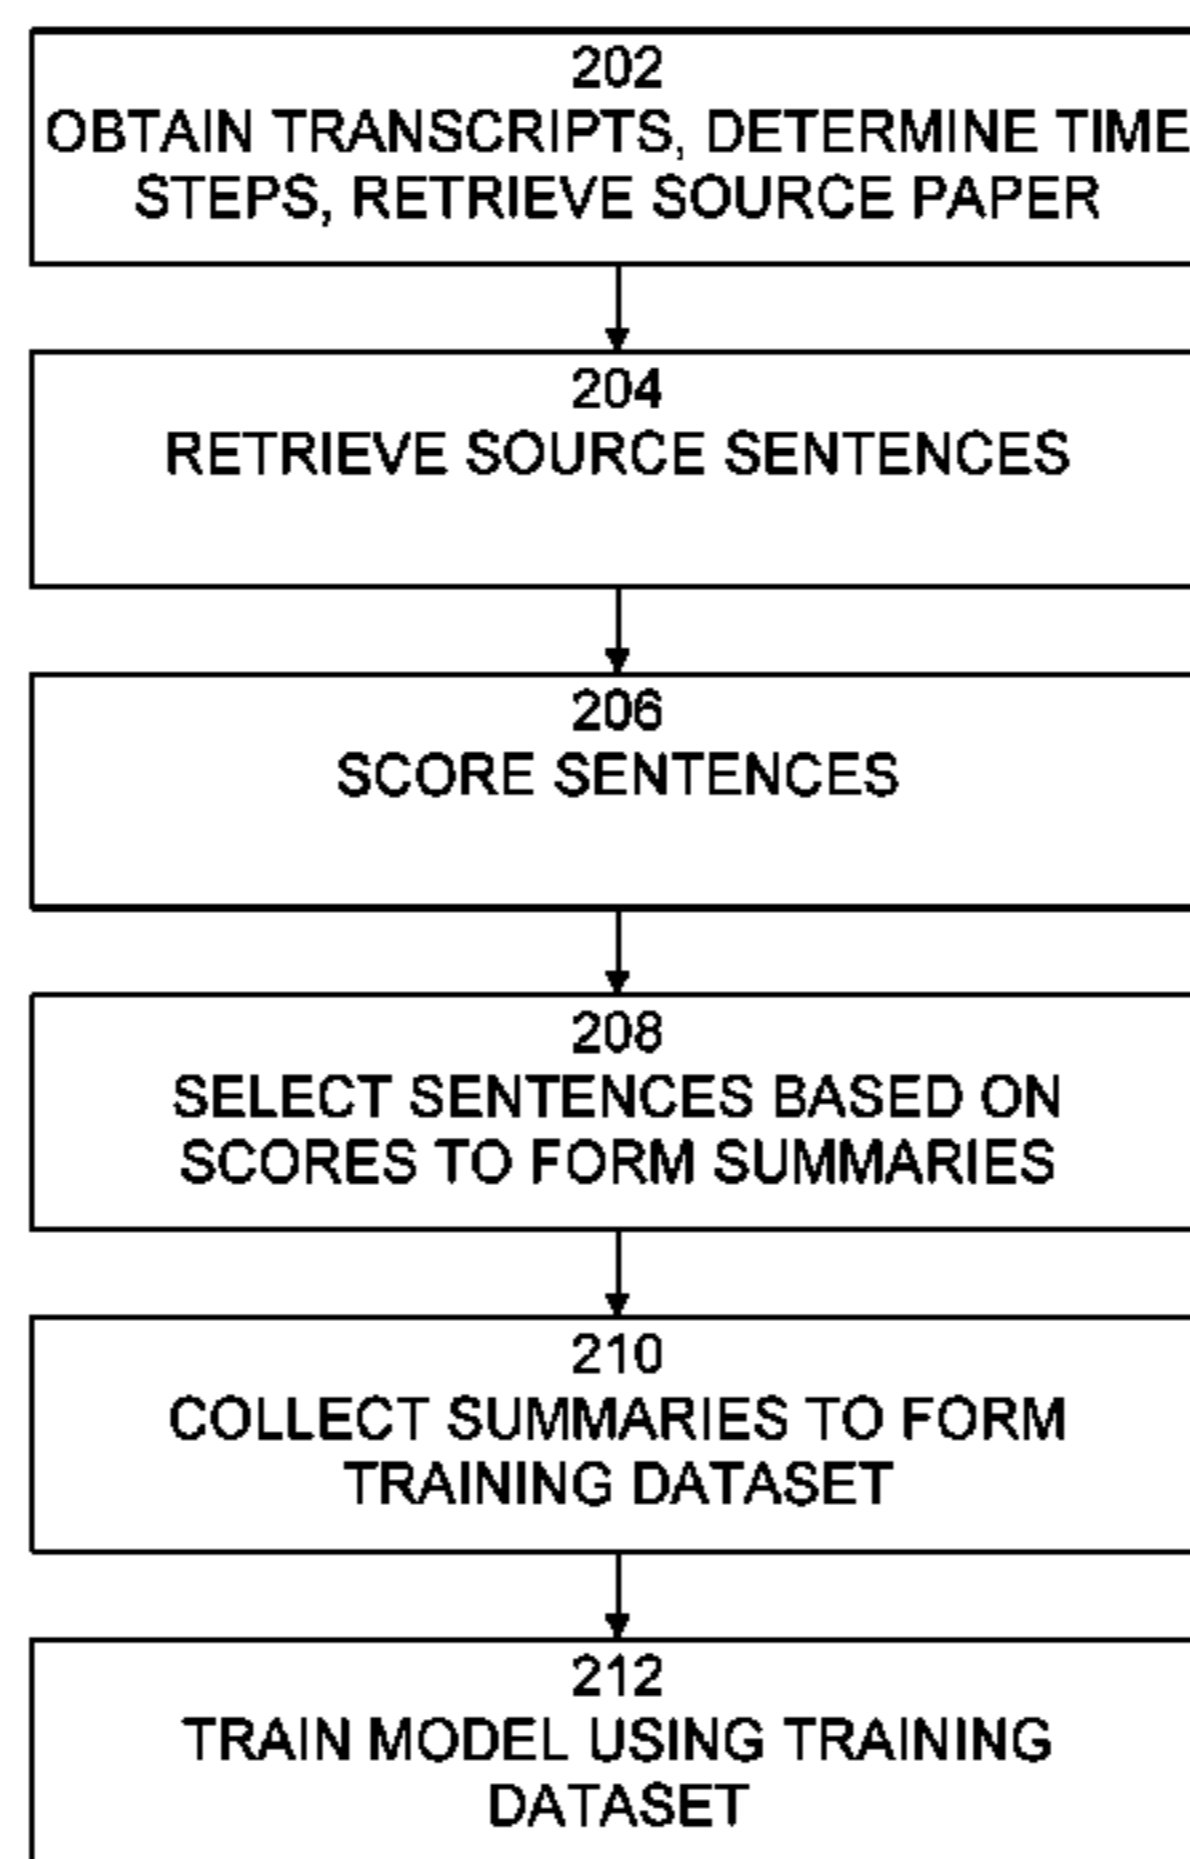 202
OBTAIN TRANSCRIPTS, DETERMINE TIME
STEPS, RETRIEVE SOURCE PAPER
204
RETRIEVE SOURCE SENTENCES
206
SCORE SENTENCES
208
SELECT SENTENCES BASED ON
SCORES TO FORM SUMMARIES
210
COLLECT SUMMARIES TO FORM
TRAINING DATASET
212
TRAIN MODEL USING TRAINING
DATASET